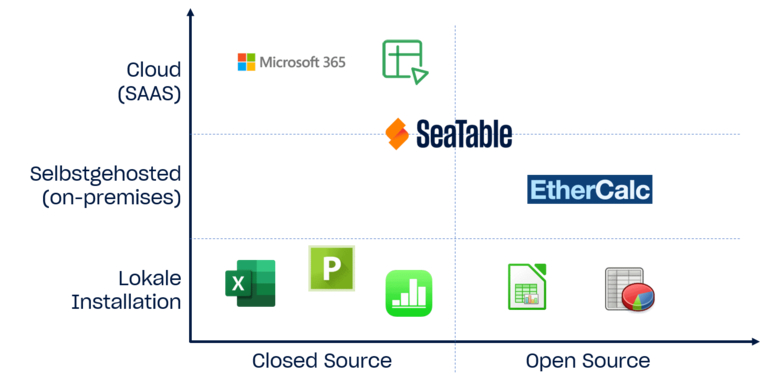 Cloud
(SAAS)
Microsoft 365
SeaTable
Selbstgehosted
(on-premises)
EtherCalc
Lokale
Installation
X
P
Closed Source
Open Source